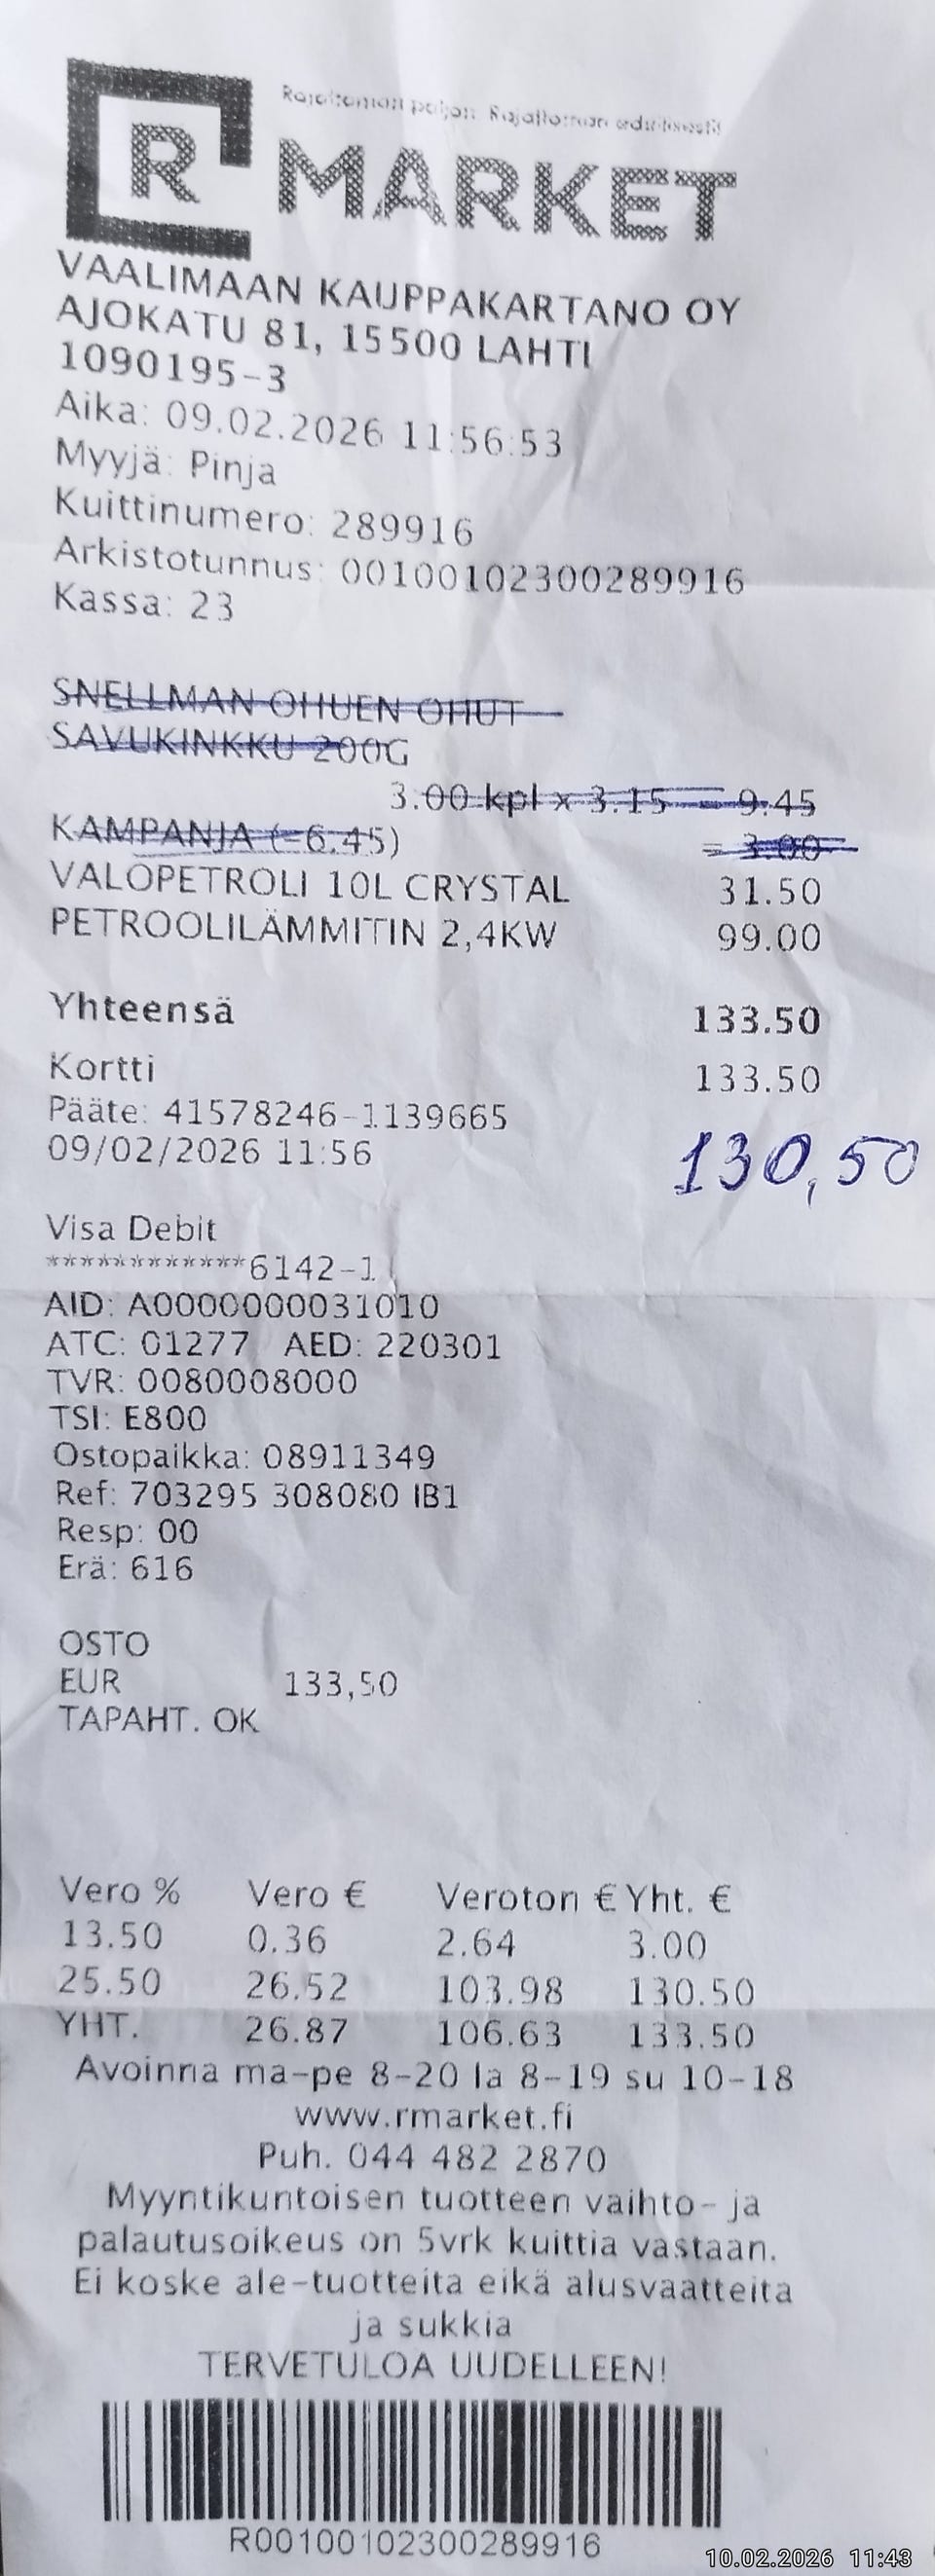 Rajattoman paljon. Rajattoman edullisesti!
R MARKET
VAALIMAAN KAUPPAKARTANO OY
AJOKATU 81, 15500 LAHTI
1090195-3
Aika: 09.02.2026 11:56:53
Myyjä: Pinja
Kuittinumero: 289916
Arkistotunnus: 00100102300289916
Kassa: 23
SNELLMAN OHUEN OHUT
SAVUKINKKU 200G
3.00 kpl x 3.15 = 9.45
KAMPANJA (-6.45) = 3.00
VALOPETROLI 10L CRYSTAL 31.50
PETROOLILÄMMITIN 2,4KW 99.00
Yhteensä 133.50
Kortti 133.50
Pääte: 41578246-1139665
09/02/2026 11:56
130,50
Visa Debit
************6142-1
AID: A0000000031010
ATC: 01277 AED: 220301
TVR: 0080008000
TSI: E800
Ostopaikka: 08911349
Ref: 703295 308080 IB1
Resp: 00
Erä: 616
OSTO
EUR 133,50
TAPAHT. OK
Vero % Vero € Veroton € Yht. €
13.50 0.36 2.64 3.00
25.50 26.52 103.98 130.50
YHT. 26.87 106.63 133.50
Avoinna ma-pe 8-20 la 8-19 su 10-18
www.rmarket.fi
Puh. 044 482 2870
Myyntikuntoisen tuotteen vaihto- ja
palautusoikeus on 5vrk kuittia vastaan.
Ei koske ale-tuotteita eikä alusvaatteita
ja sukkia
TERVETULOA UUDELLEEN!
R00100102300289916
10.02.2026 11:43